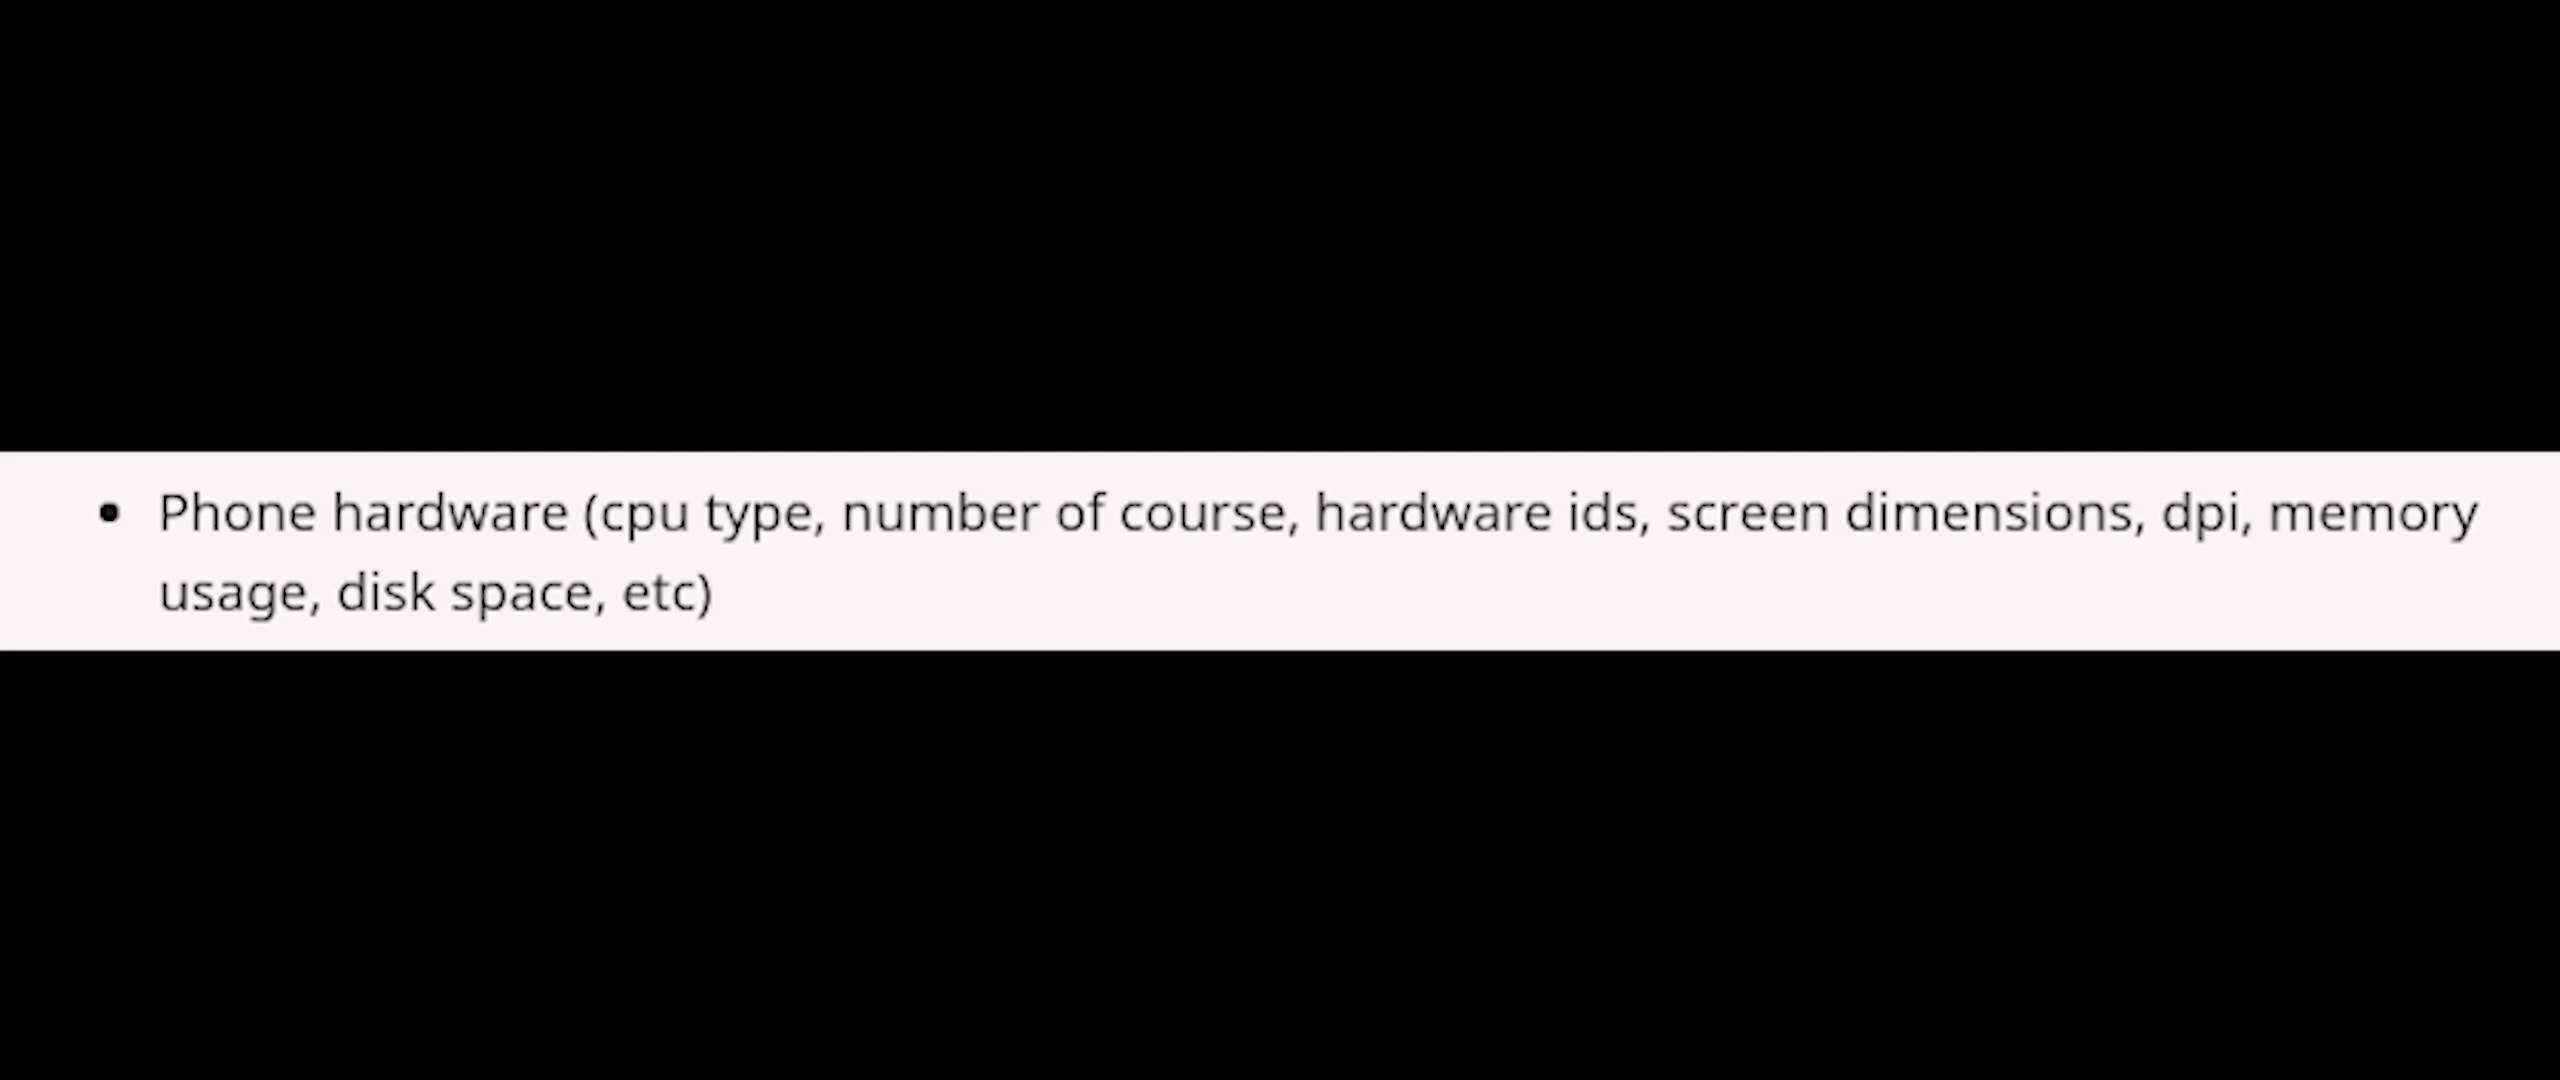 • Phone hardware (cpu type, number of course, hardware ids, screen dimensions, dpi, memory
usage, disk space, etc)